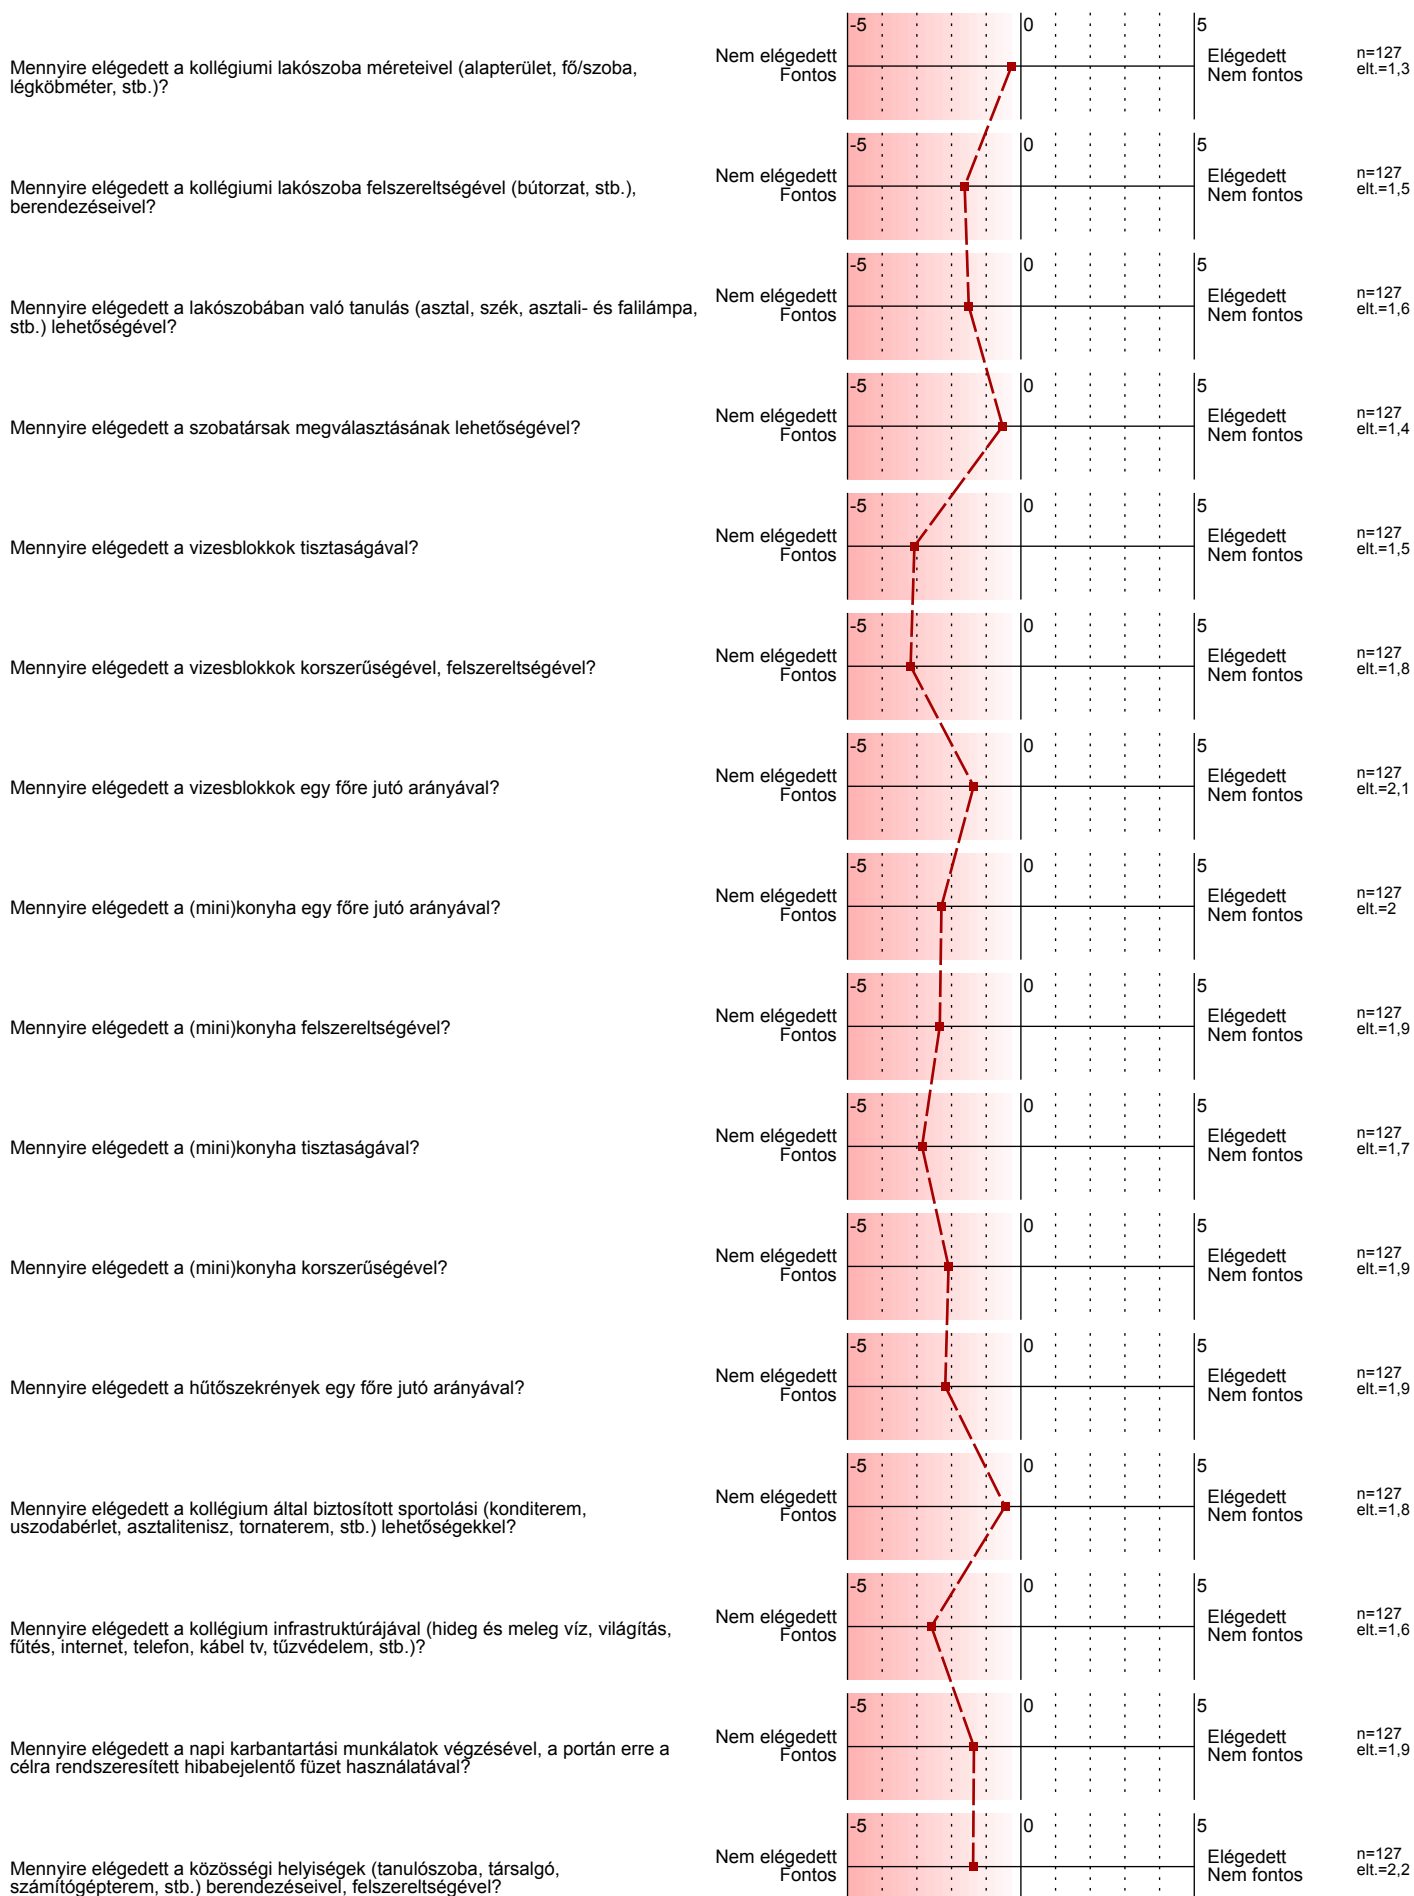 -5 0 5
Mennyire elégedett a kollégiumi lakószoba méreteivel (alapterület, fő/szoba,
légköbméter, stb.)?
Nem elégedett
Fontos
Elégedett
Nem fontos
n=127
elt.=1,3
-5 0 5
Mennyire elégedett a kollégiumi lakószoba felszereltségével (bútorzat, stb.),
berendezéseivel?
Nem elégedett
Fontos
Elégedett
Nem fontos
n=127
elt.=1,5
-5 0 5
Mennyire elégedett a lakószobában való tanulás (asztal, szék, asztali- és falilámpa,
stb.) lehetőségével?
Nem elégedett
Fontos
Elégedett
Nem fontos
n=127
elt.=1,6
-5 0 5
Mennyire elégedett a szobatársak megválasztásának lehetőségével?
Nem elégedett
Fontos
Elégedett
Nem fontos
n=127
elt.=1,4
-5 0 5
Mennyire elégedett a vizesblokkok tisztaságával?
Nem elégedett
Fontos
Elégedett
Nem fontos
n=127
elt.=1,5
-5 0 5
Mennyire elégedett a vizesblokkok korszerűségével, felszereltségével?
Nem elégedett
Fontos
Elégedett
Nem fontos
n=127
elt.=1,8
-5 0 5
Mennyire elégedett a vizesblokkok egy főre jutó arányával?
Nem elégedett
Fontos
Elégedett
Nem fontos
n=127
elt.=2,1
-5 0 5
Mennyire elégedett a (mini)konyha egy főre jutó arányával?
Nem elégedett
Fontos
Elégedett
Nem fontos
n=127
elt.=2
-5 0 5
Mennyire elégedett a (mini)konyha felszereltségével?
Nem elégedett
Fontos
Elégedett
Nem fontos
n=127
elt.=1,9
-5 0 5
Mennyire elégedett a (mini)konyha tisztaságával?
Nem elégedett
Fontos
Elégedett
Nem fontos
n=127
elt.=1,7
-5 0 5
Mennyire elégedett a (mini)konyha korszerűségével?
Nem elégedett
Fontos
Elégedett
Nem fontos
n=127
elt.=1,9
-5 0 5
Mennyire elégedett a hűtőszekrények egy főre jutó arányával?
Nem elégedett
Fontos
Elégedett
Nem fontos
n=127
elt.=1,9
-5 0 5
Mennyire elégedett a kollégium által biztosított sportolási (konditerem,
uszodabérlet, asztalitenisz, tornaterem, stb.) lehetőségekkel?
Nem elégedett
Fontos
Elégedett
Nem fontos
n=127
elt.=1,8
-5 0 5
Mennyire elégedett a kollégium infrastruktúrájával (hideg és meleg víz, világítás,
fűtés, internet, telefon, kábel tv, tűzvédelem, stb.)?
Nem elégedett
Fontos
Elégedett
Nem fontos
n=127
elt.=1,6
-5 0 5
Mennyire elégedett a napi karbantartási munkálatok végzésével, a portán erre a
célra rendszeresített hibabejelentő füzet használatával?
Nem elégedett
Fontos
Elégedett
Nem fontos
n=127
elt.=1,9
-5 0 5
Mennyire elégedett a közösségi helyiségek (tanulószoba, társalgó,
számítógépterem, stb.) berendezéseivel, felszereltségével?
Nem elégedett
Fontos
Elégedett
Nem fontos
n=127
elt.=2,2